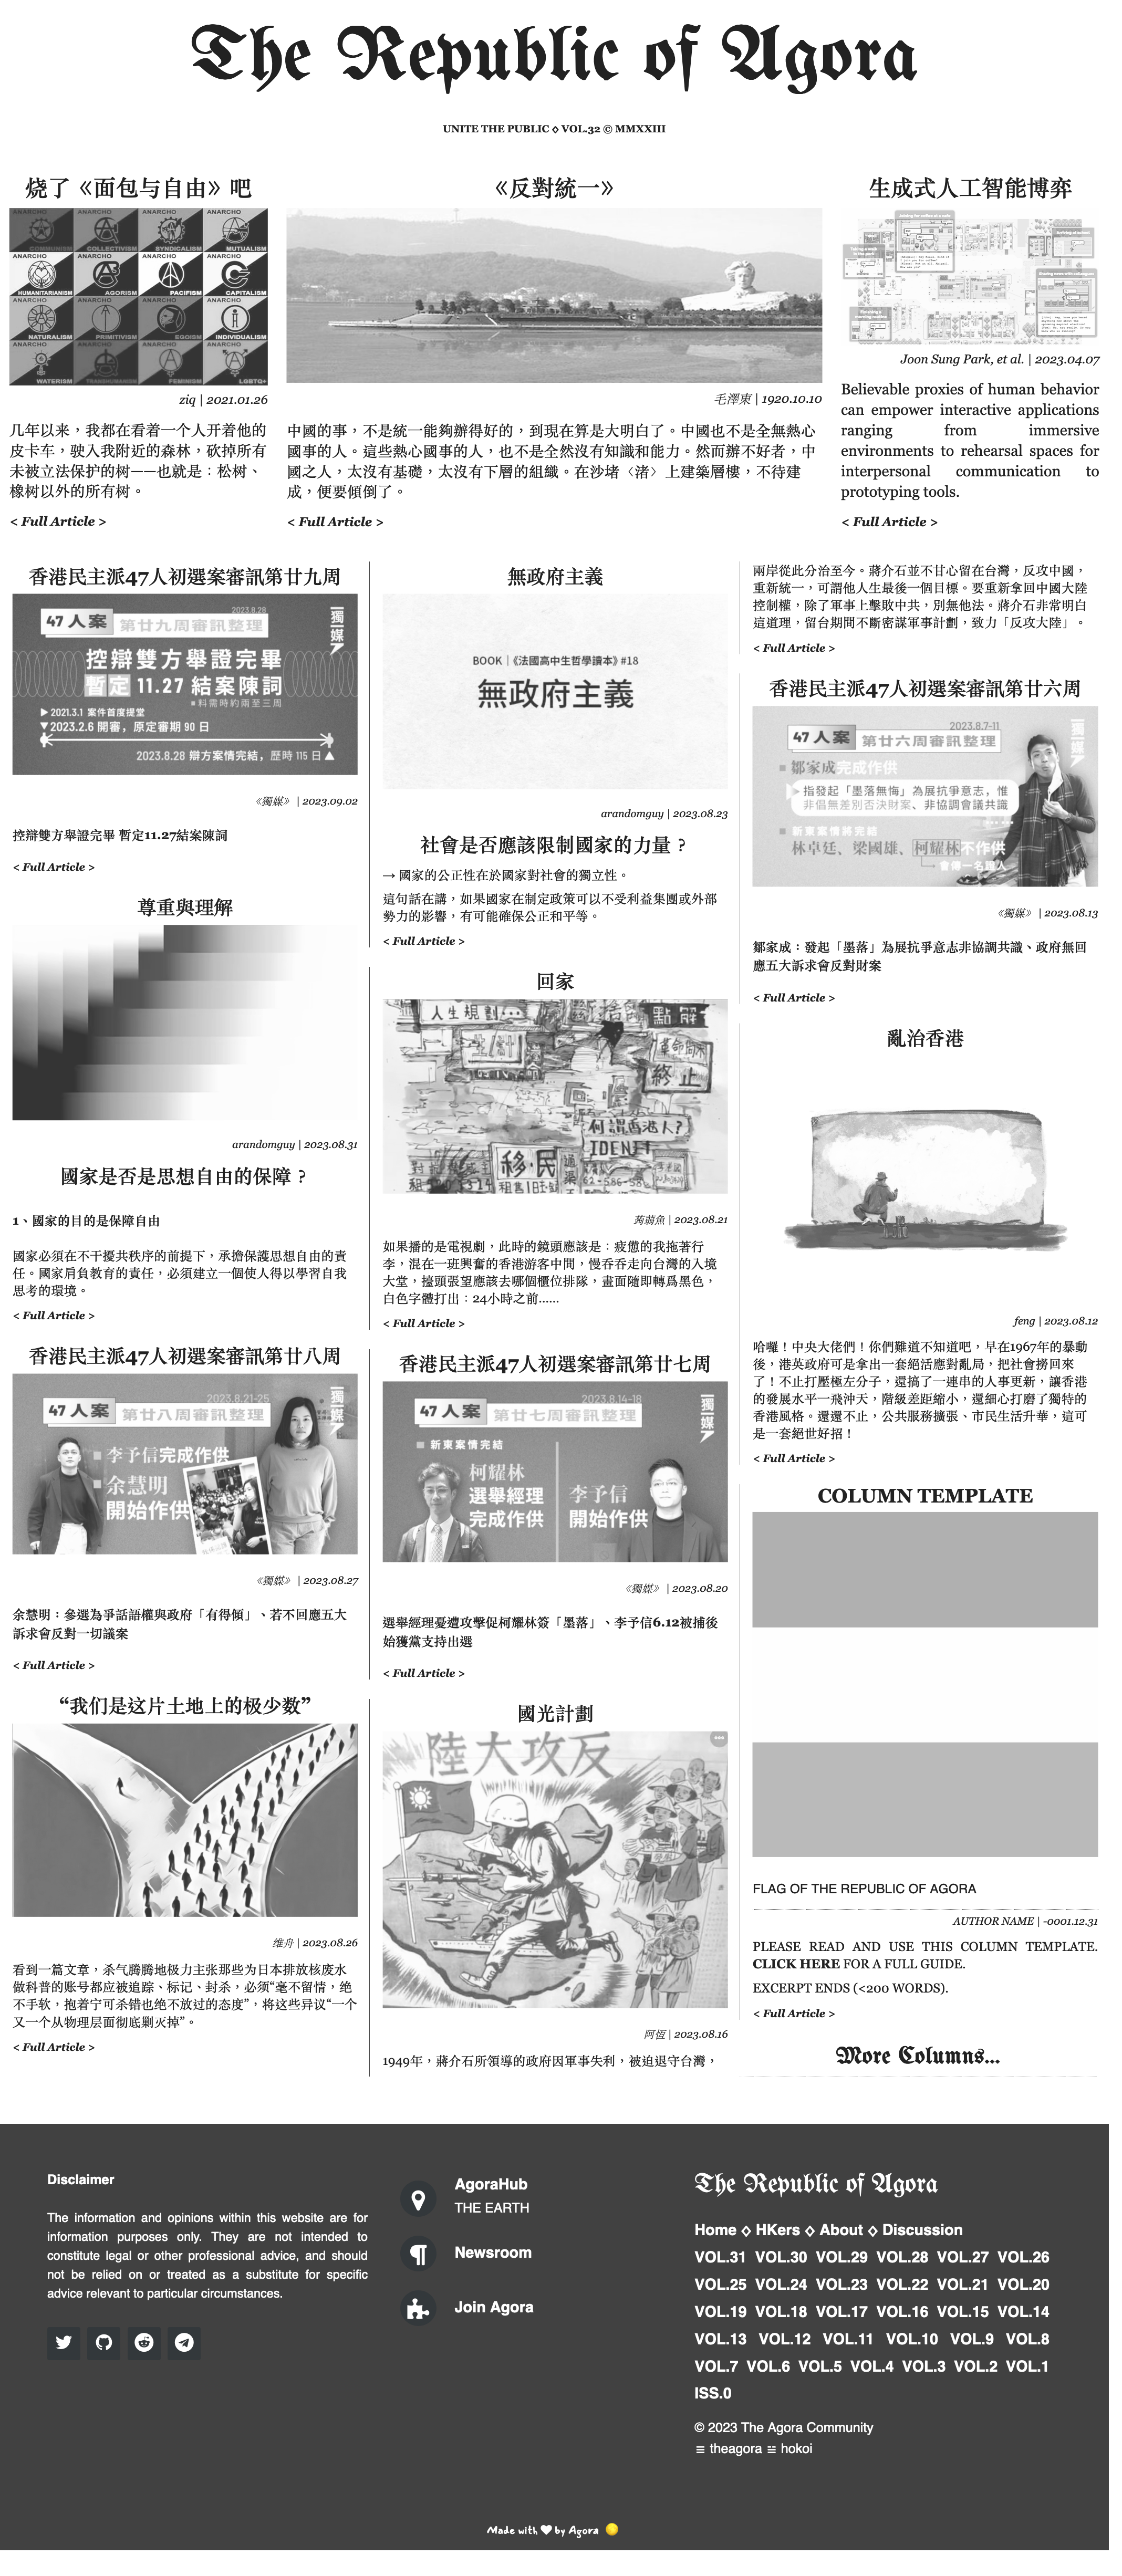 The Republic of Agora
UNITE THE PUBLIC ◊ VOL.32 © MMXXIII
烧了《面包与自由》吧
ANARCHO ANARCHO ANARCHO ANARCHO
COMMUNISM COLLECTIVISM SYNDICALISM MUTUALISM
ANARCHO ANARCHO ANARCHO ANARCHO
HUMANITARIANISM AGORISM PACIFISM CAPITALISM
ANARCHO ANARCHO ANARCHO ANARCHO
NATURALISM PRIMITIVISM EGOISM INDIVIDUALISM
WATERISM TRANSHUMANISM FEMINISM LGBTQ+
ziq | 2021.01.26
几年以来，我都在看着一个人开着他的
皮卡车，驶入我附近的森林，砍掉所有
未被立法保护的树——也就是：松树、
橡树以外的所有树。
< Full Article >
《反對統一》
毛澤東 | 1920.10.10
中國的事，不是統一能夠辦得好的，到現在算是大明白了。中國也不是全無熱心
國事的人。這些熱心國事的人，也不是全然沒有知識和能力。然而辦不好者，中
國之人，太沒有基礎，太沒有下層的組織。在沙堵〈渚〉上建築層樓，不待建
成，便要傾倒了。
< Full Article >
生成式人工智能博弈
Joon Sung Park, et al. | 2023.04.07
Believable proxies of human behavior
can empower interactive applications
ranging from immersive
environments to rehearsal spaces for
interpersonal communication to
prototyping tools.
< Full Article >
香港民主派47人初選案審訊第廿九周
2023.8.28
47 人案 第廿九周審訊整理
獨媒
控辯雙方舉證完畢
暫定 11.27 結案陳詞
■ 料需時約兩至三周
▶ 2021.3.1 案件首度提堂
▼2023.2.6 開審，原定審期 90 日
2023.8.28 辯方案情完結，歷時 115 日 ▲
《獨媒》 | 2023.09.02
控辯雙方舉證完畢 暫定11.27結案陳詞
< Full Article >
尊重與理解
arandomguy | 2023.08.31
國家是否是思想自由的保障 ?
1、國家的目的是保障自由
國家必須在不干擾共秩序的前提下，承擔保護思想自由的責
任。國家肩負教育的責任，必須建立一個使人得以學習自我
思考的環境。
< Full Article >
香港民主派47人初選案審訊第廿八周
2023.8.21-25
47 人案 第廿八周審訊整理
獨媒
李予信完成作供
余慧明
開始作供
《獨媒》 | 2023.08.27
余慧明：參選為爭話語權與政府「有得傾」、若不回應五大
訴求會反對一切議案
< Full Article >
“我们是这片土地上的极少数”
维舟 | 2023.08.26
看到一篇文章，杀气腾腾地极力主张那些为日本排放核废水
做科普的账号都应被追踪、标记、封杀，必须“毫不留情，绝
不手软，抱着宁可杀错也绝不放过的态度”，将这些异议“一个
又一个从物理层面彻底剿灭掉”。
< Full Article >
無政府主義
BOOK｜《法國高中生哲學讀本》#18
無政府主義
arandomguy | 2023.08.23
社會是否應該限制國家的力量 ?
→ 國家的公正性在於國家對社會的獨立性。
這句話在講，如果國家在制定政策可以不受利益集團或外部
勢力的影響，有可能確保公正和平等。
< Full Article >
回家
人生規劃…
點解
終止
何謂香港人?
IDENT
移·民
蒟蒻魚 | 2023.08.21
如果播的是電視劇，此時的鏡頭應該是：疲憊的我拖著行
李，混在一班興奮的香港游客中間，慢吞吞走向台灣的入境
大堂，擡頭張望應該去哪個櫃位排隊，畫面隨即轉爲黑色，
白色字體打出：24小時之前......
< Full Article >
香港民主派47人初選案審訊第廿七周
2023.8.14-18
47 人案 第廿七周審訊整理
獨媒
■ 新東案情完結
柯耀林
選舉經理
完成作供
李予信
開始作供
《獨媒》 | 2023.08.20
選舉經理憂遭攻擊促柯耀林簽「墨落」、李予信6.12被捕後
始獲黨支持出選
< Full Article >
國光計劃
陸大攻反
阿恆 | 2023.08.16
1949年，蔣介石所領導的政府因軍事失利，被迫退守台灣，
兩岸從此分治至今。蔣介石並不甘心留在台灣，反攻中國，
重新統一，可謂他人生最後一個目標。要重新拿回中國大陸
控制權，除了軍事上擊敗中共，別無他法。蔣介石非常明白
這道理，留台期間不斷密謀軍事計劃，致力「反攻大陸」。
< Full Article >
香港民主派47人初選案審訊第廿六周
2023.8.7-11
47 人案 第廿六周審訊整理
獨媒
■ 鄒家成完成作供
指發起「墨落無悔」為展抗爭意志，惟
非倡無差別否決財案、非協調會議共識
■ 新東案情將完結
林卓廷、梁國雄、柯耀林不作供
會傳一名證人
《獨媒》 | 2023.08.13
鄒家成：發起「墨落」為展抗爭意志非協調共識、政府無回
應五大訴求會反對財案
< Full Article >
亂治香港
feng | 2023.08.12
哈囉！中央大佬們！你們難道不知道吧，早在1967年的暴動
後，港英政府可是拿出一套絕活應對亂局，把社會撈回來
了！不止打壓極左分子，還搞了一連串的人事更新，讓香港
的發展水平一飛沖天，階級差距縮小，還細心打磨了獨特的
香港風格。還還不止，公共服務擴張、市民生活升華，這可
是一套絕世好招！
< Full Article >
COLUMN TEMPLATE
FLAG OF THE REPUBLIC OF AGORA
AUTHOR NAME | -0001.12.31
PLEASE READ AND USE THIS COLUMN TEMPLATE.
CLICK HERE FOR A FULL GUIDE.
EXCERPT ENDS (<200 WORDS).
< Full Article >
More Columns...
Disclaimer
The information and opinions within this website are for
information purposes only. They are not intended to
constitute legal or other professional advice, and should
not be relied on or treated as a substitute for specific
advice relevant to particular circumstances.
AgoraHub
THE EARTH
Newsroom
Join Agora
The Republic of Agora
Home ◊ HKers ◊ About ◊ Discussion
VOL.31 VOL.30 VOL.29 VOL.28 VOL.27 VOL.26
VOL.25 VOL.24 VOL.23 VOL.22 VOL.21 VOL.20
VOL.19 VOL.18 VOL.17 VOL.16 VOL.15 VOL.14
VOL.13 VOL.12 VOL.11 VOL.10 VOL.9 VOL.8
VOL.7 VOL.6 VOL.5 VOL.4 VOL.3 VOL.2 VOL.1
ISS.0
© 2023 The Agora Community
theagora hokoi
Made with ♥ by Agora